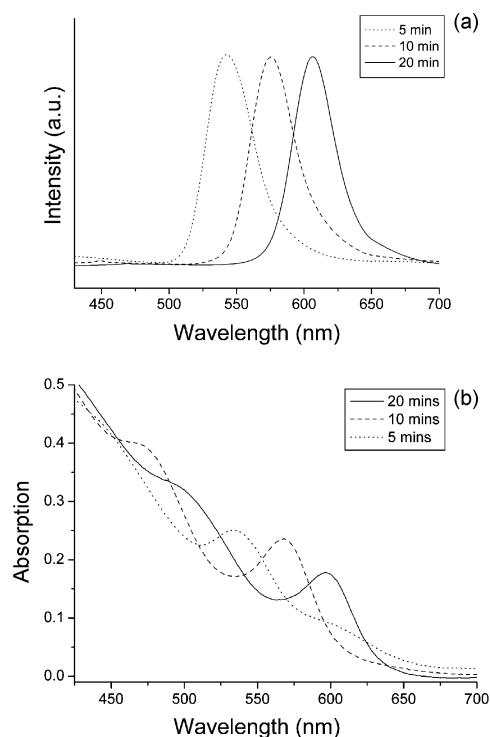 (a)
5 min
10 min
20 min
Intensity (a.u.)
450 500 550 600 650 700
Wavelength (nm)
(b)
20 mins
10 mins
5 mins
0.5
0.4
0.3
0.2
0.1
0.0
Absorption
450 500 550 600 650 700
Wavelength (nm)